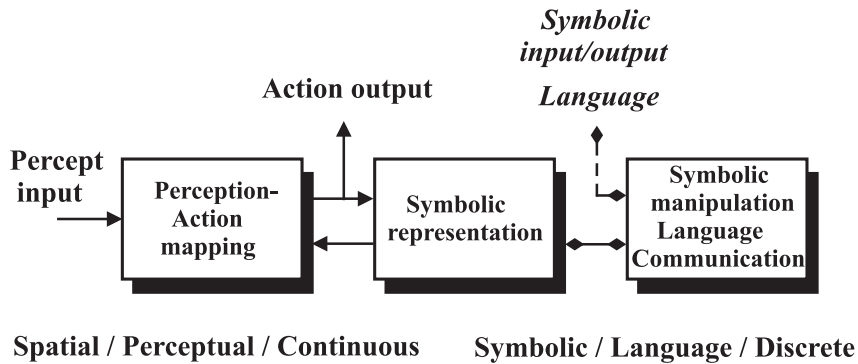 Symbolic
input/output
Language
Action output
Percept
input
Perception-
Action
mapping
Symbolic
representation
Symbolic
manipulation
Language
Communication
Spatial / Perceptual / Continuous
Symbolic / Language / Discrete